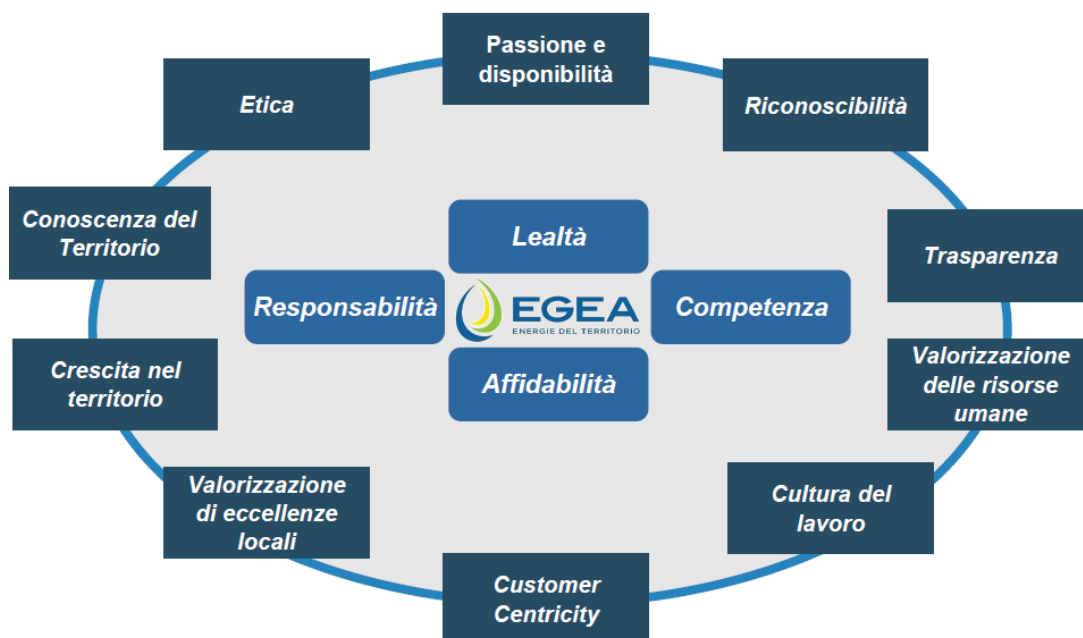 Passione e
disponibilità
Etica
Riconoscibilità
Conoscenza del
Territorio
Lealtà
Trasparenza
Responsabilità
EGEA
ENERGIE DEL TERRITORIO
Competenza
Crescita nel
territorio
Affidabilità
Valorizzazione
delle risorse
umane
Valorizzazione
di eccellenze
locali
Cultura del
lavoro
Customer
Centricity